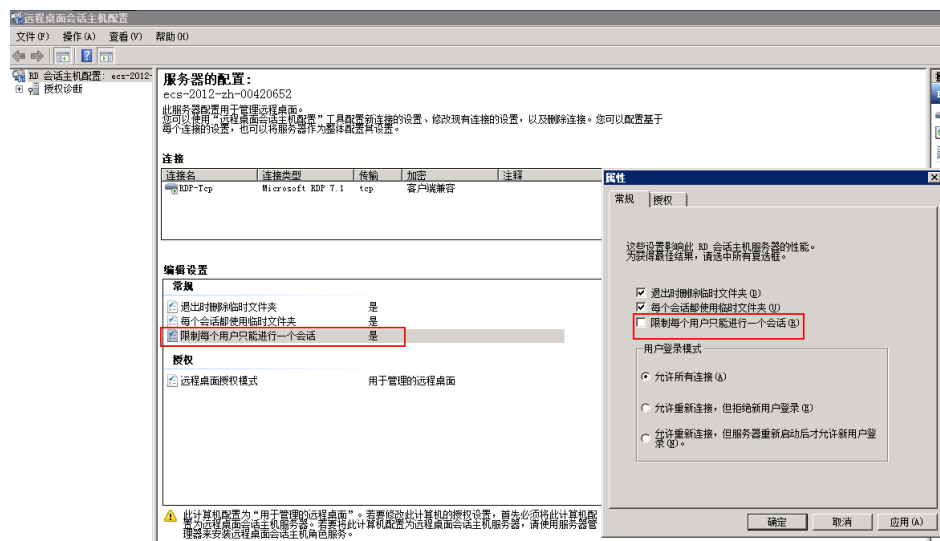 远程桌面会话主机配置
文件(F) 操作(A) 查看(V) 帮助(H)
RD 会话主机配置: ecs-2012-
授权诊断
服务器的配置:
ecs-2012-zh-00420652
此服务器配置用于管理远程桌面。
您可以使用“远程桌面会话主机配置”工具配置新连接的设置、修改现有连接的设置，以及删除连接。您可以配置基于
每个连接的设置，也可以将服务器作为整体配置其设置。
连接
连接名 连接类型 传输 加密 注释
RDP-Tcp Microsoft RDP 7.1 tcp 客户端兼容
编辑设置
常规
退出时删除临时文件夹 是
每个会话都使用临时文件夹 是
限制每个用户只能进行一个会话 是
授权
远程桌面授权模式 用于管理的远程桌面
此计算机配置为“用于管理的远程桌面”。若要修改此计算机的授权设置，首先必须将此计算机配
置为远程桌面会话主机服务器。若要将此计算机配置为远程桌面会话主机服务器，请使用服务器管
理器来安装远程桌面会话主机角色服务。
属性
常规 授权
这些设置影响此 RD 会话主机服务器的性能。
为获得最佳结果，请选中所有复选框。
退出时删除临时文件夹(D)
每个会话都使用临时文件夹(U)
限制每个用户只能进行一个会话(R)
用户登录模式
允许所有连接(A)
允许重新连接，但拒绝新用户登录(E)
允许重新连接，但服务器重新启动后才允许新用户登
录(W)。
确定 取消 应用(A)